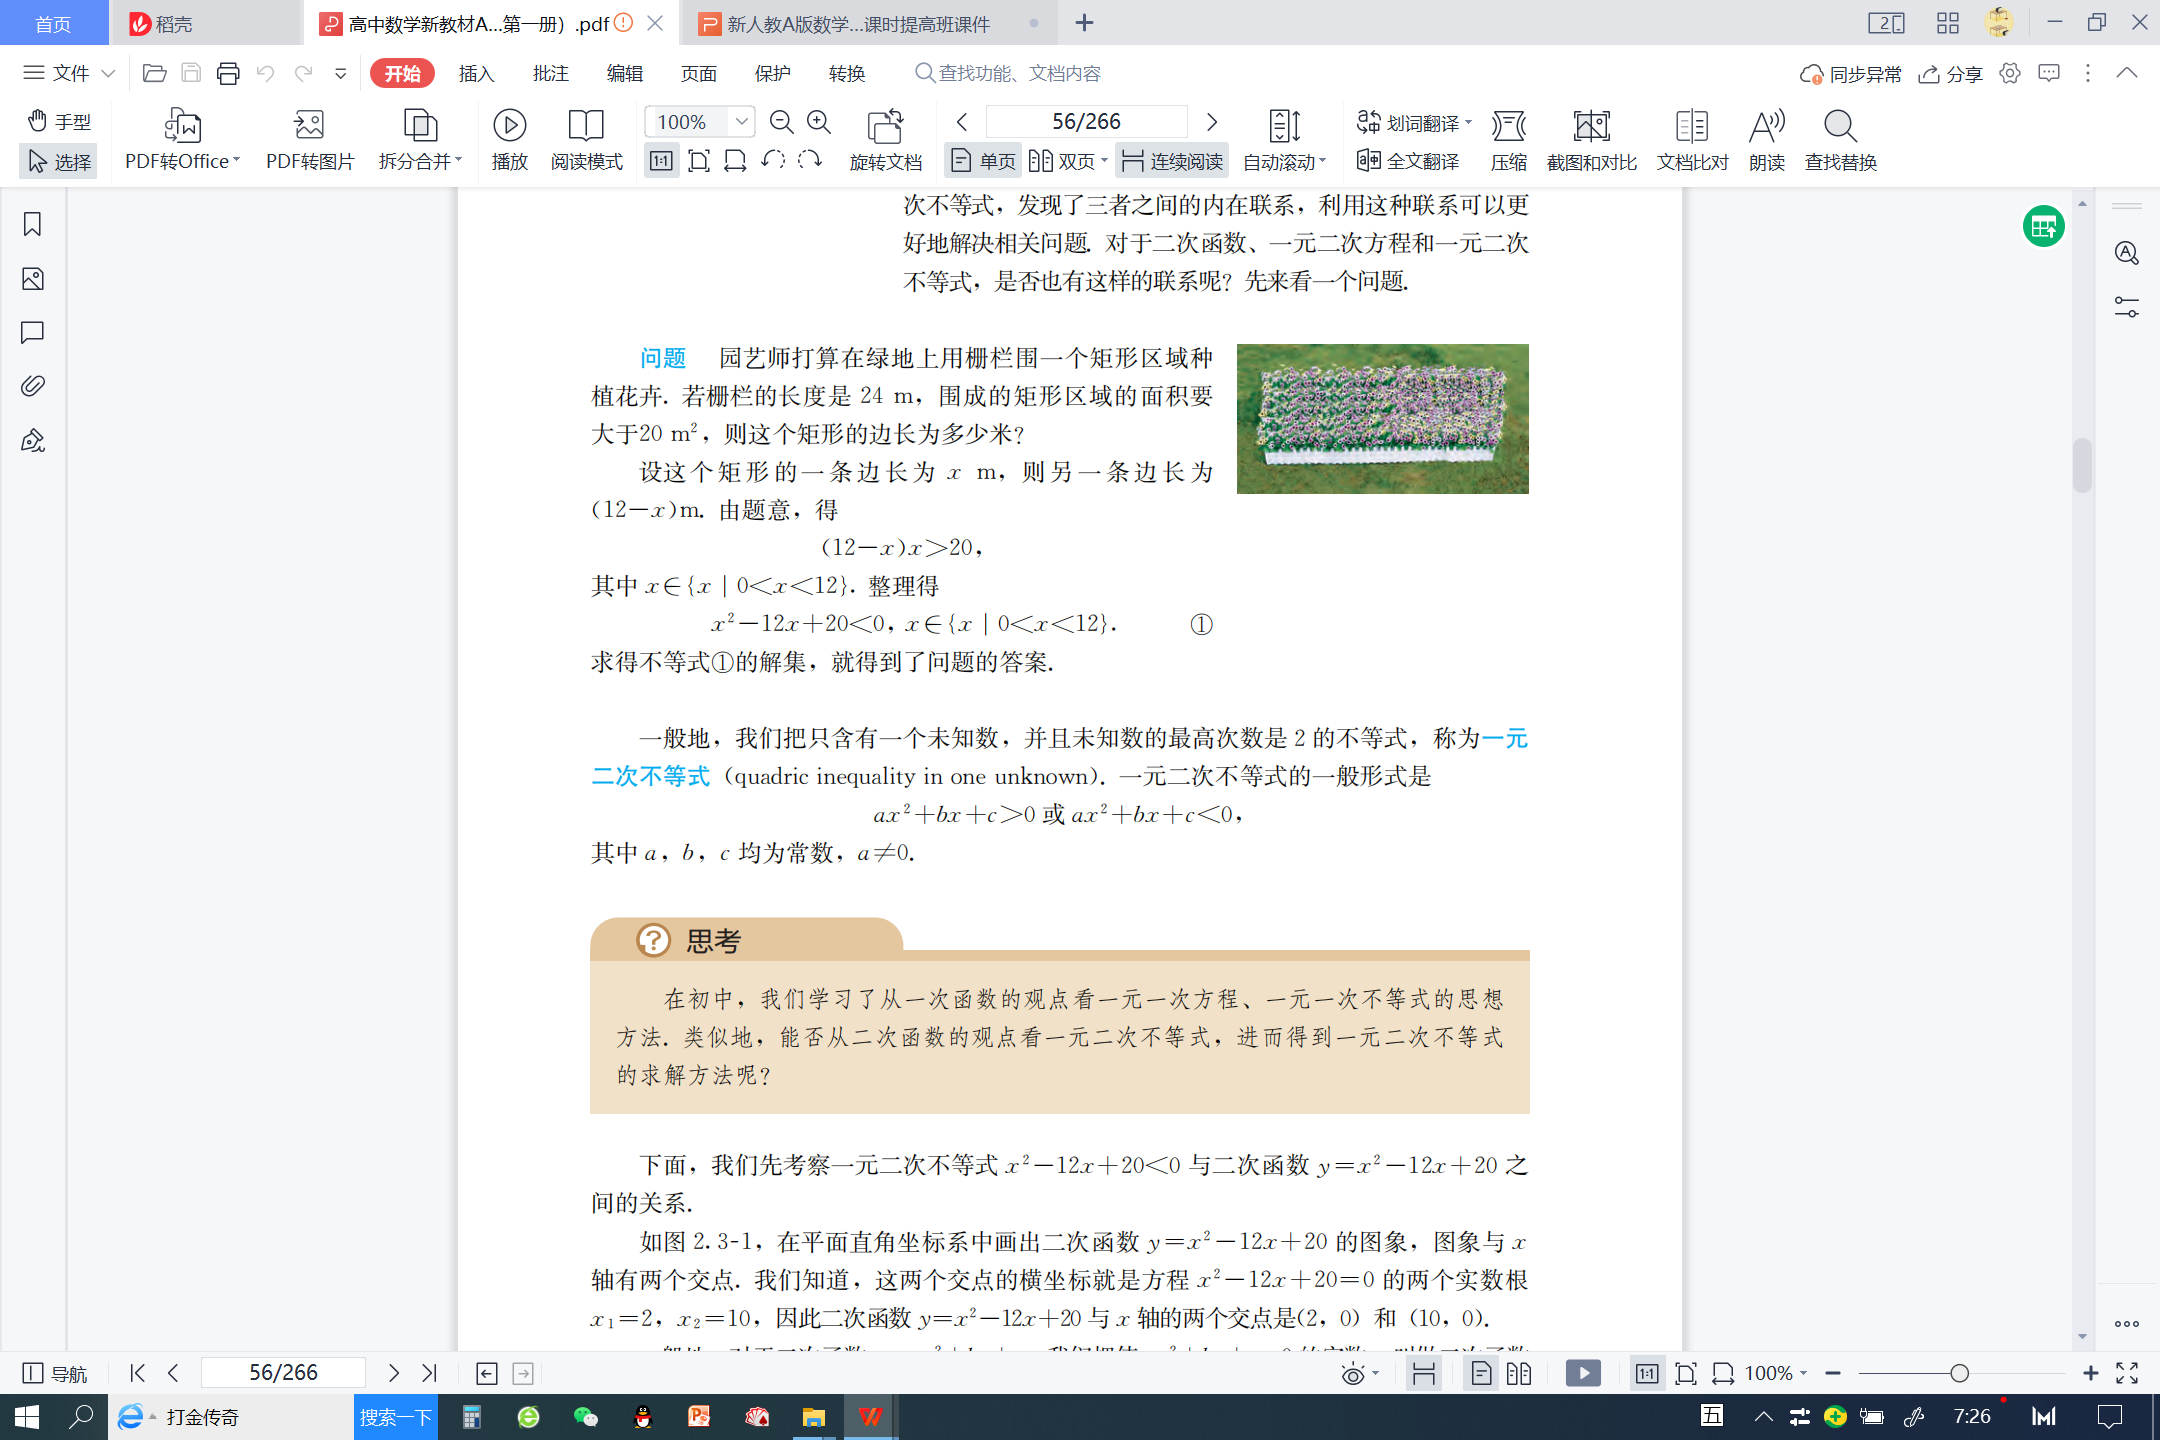 首页
稻壳
高中数学新教材A...第一册）.pdf
新人教A版数学...课时提高班课件
文件
开始
插入
批注
编辑
页面
保护
转换
查找功能、文档内容
同步异常
分享
手型
选择
PDF转Office
PDF转图片
拆分合并
播放
阅读模式
100%
旋转文档
56/266
单页
双页
连续阅读
自动滚动
划词翻译
全文翻译
压缩
截图和对比
文档比对
朗读
查找替换
次不等式，发现了三者之间的内在联系，利用这种联系可以更
好地解决相关问题. 对于二次函数、一元二次方程和一元二次
不等式，是否也有这样的联系呢？先来看一个问题.
问题 园艺师打算在绿地上用栅栏围一个矩形区域种
植花卉. 若栅栏的长度是 24 m，围成的矩形区域的面积要
大于20 m²，则这个矩形的边长为多少米？
设这个矩形的一条边长为 x m，则另一条边长为
(12－x)m. 由题意，得
(12－x)x＞20，
其中 x∈{x｜0＜x＜12}. 整理得
x²－12x＋20＜0，x∈{x｜0＜x＜12}. ①
求得不等式①的解集，就得到了问题的答案.
一般地，我们把只含有一个未知数，并且未知数的最高次数是 2 的不等式，称为一元
二次不等式（quadric inequality in one unknown）. 一元二次不等式的一般形式是
ax²＋bx＋c＞0 或 ax²＋bx＋c＜0，
其中 a，b，c 均为常数，a≠0.
思考
在初中，我们学习了从一次函数的观点看一元一次方程、一元一次不等式的思想
方法. 类似地，能否从二次函数的观点看一元二次不等式，进而得到一元二次不等式
的求解方法呢？
下面，我们先考察一元二次不等式 x²－12x＋20＜0 与二次函数 y＝x²－12x＋20 之
间的关系.
如图 2.3-1，在平面直角坐标系中画出二次函数 y＝x²－12x＋20 的图象，图象与 x
轴有两个交点. 我们知道，这两个交点的横坐标就是方程 x²－12x＋20＝0 的两个实数根
x₁＝2，x₂＝10，因此二次函数 y＝x²－12x＋20 与 x 轴的两个交点是(2，0) 和 (10，0).
导航
56/266
1:1
100%
打金传奇
搜索一下
五
7:26